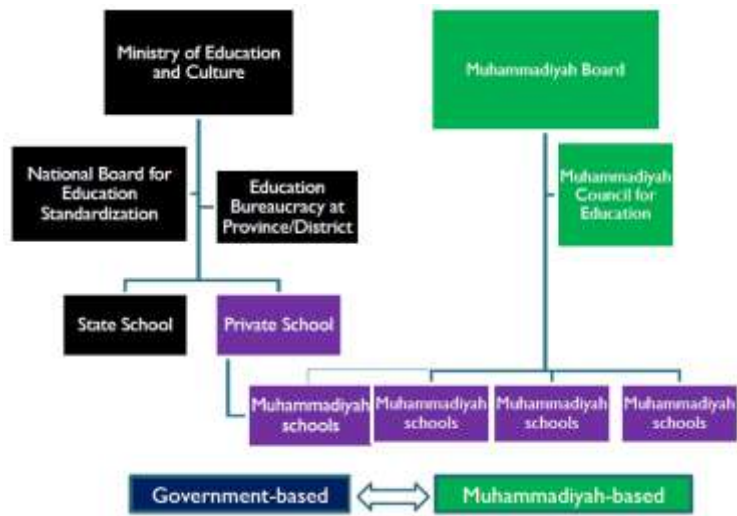 Ministry of Education
and Culture
Muhammadiyah Board
National Board for
Education
Standardization
Education
Bureaucracy at
Province/District
Muhammadiyah
Council for
Education
State School
Private School
Muhammadiyah
schools
Muhammadiyah
schools
Muhammadiyah
schools
Muhammadiyah
schools
Government-based
Muhammadiyah-based